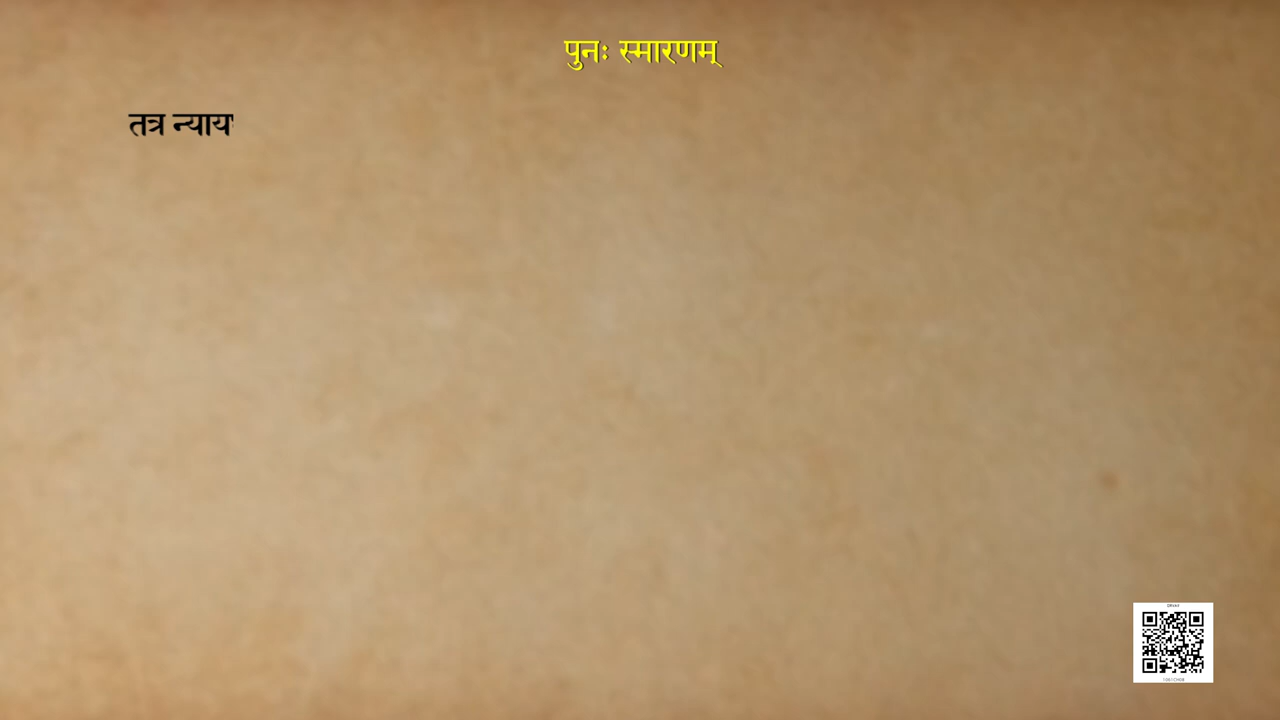 पुनः स्मारणम्
तत्र न्याय